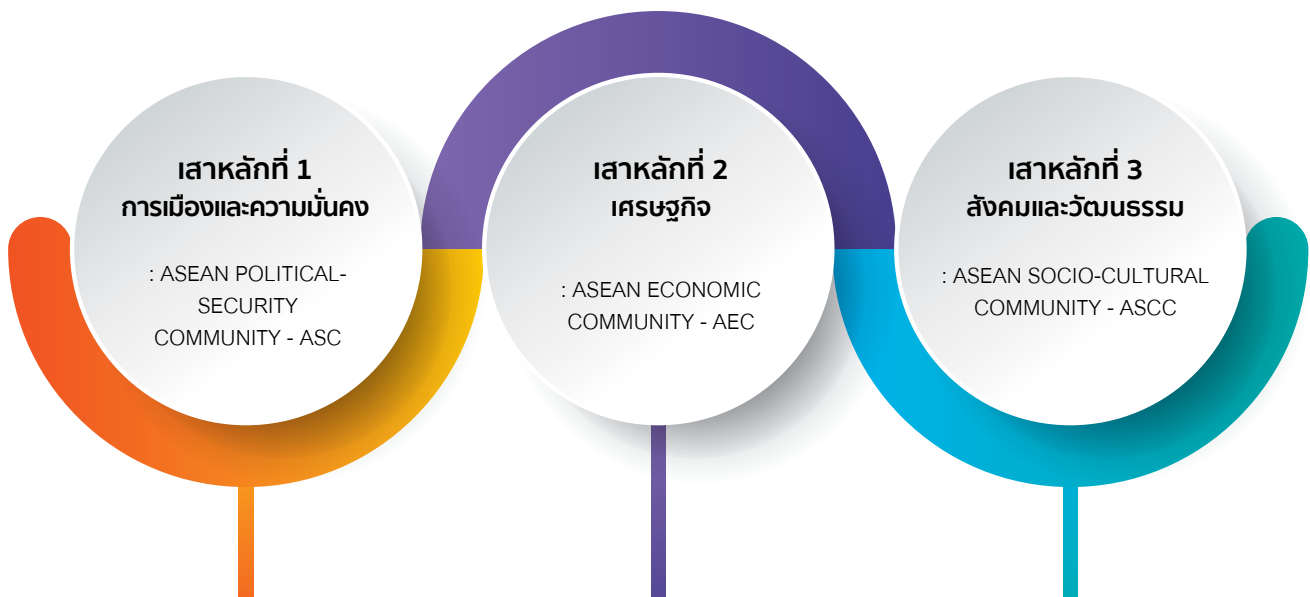 เสาหลักที่ 1
การเมืองและความมั่นคง
: ASEAN POLITICAL-
SECURITY
COMMUNITY - ASC
เสาหลักที่ 2
เศรษฐกิจ
: ASEAN ECONOMIC
COMMUNITY - AEC
เสาหลักที่ 3
สังคมและวัฒนธรรม
: ASEAN SOCIO-CULTURAL
COMMUNITY - ASCC